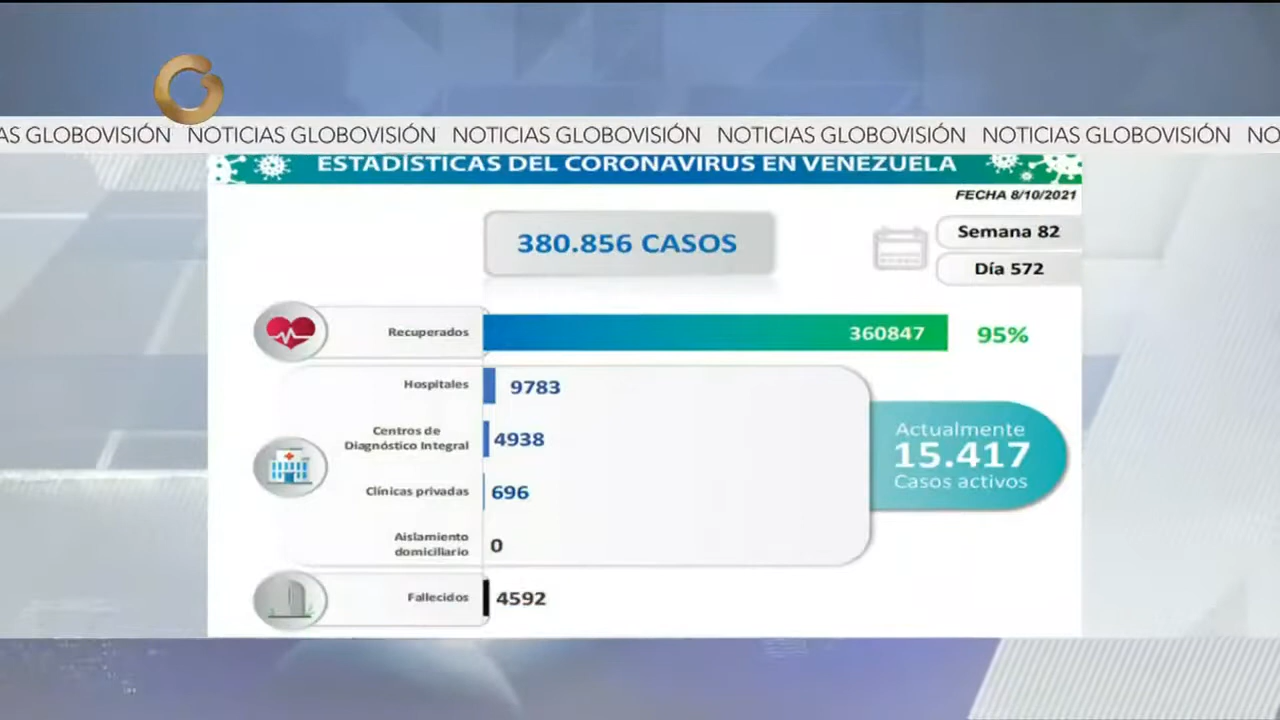 AS GLOBOVISIÓN NOTICIAS GLOBOVISIÓN NOTICIAS GLOBOVISIÓN NOTICIAS GLOBOVISIÓN NOTICIAS GLOBOVISIÓN NO
ESTADÍSTICAS DEL CORONAVIRUS EN VENEZUELA
FECHA 8/10/2021
380.856 CASOS
Semana 82
Día 572
Recuperados 360847 95%
Hospitales 9783
Centros de
Diagnóstico Integral 4938
Clínicas privadas 696
Aislamiento
domiciliario 0
Actualmente
15.417
Casos activos
Fallecidos 4592